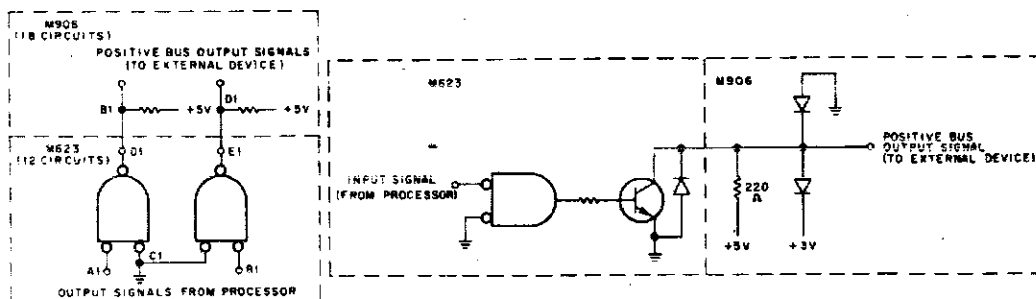 M906
(18 CIRCUITS)
POSITIVE BUS OUTPUT SIGNALS
(TO EXTERNAL DEVICE)
B1
+5V
D1
+5V
M623
(12 CIRCUITS)
D1
E1
A1
C1
B1
OUTPUT SIGNALS FROM PROCESSOR
M623
INPUT SIGNAL
(FROM PROCESSOR)
M906
220
Ω
+5V
+3V
POSITIVE BUS
OUTPUT SIGNAL
(TO EXTERNAL DEVICE)